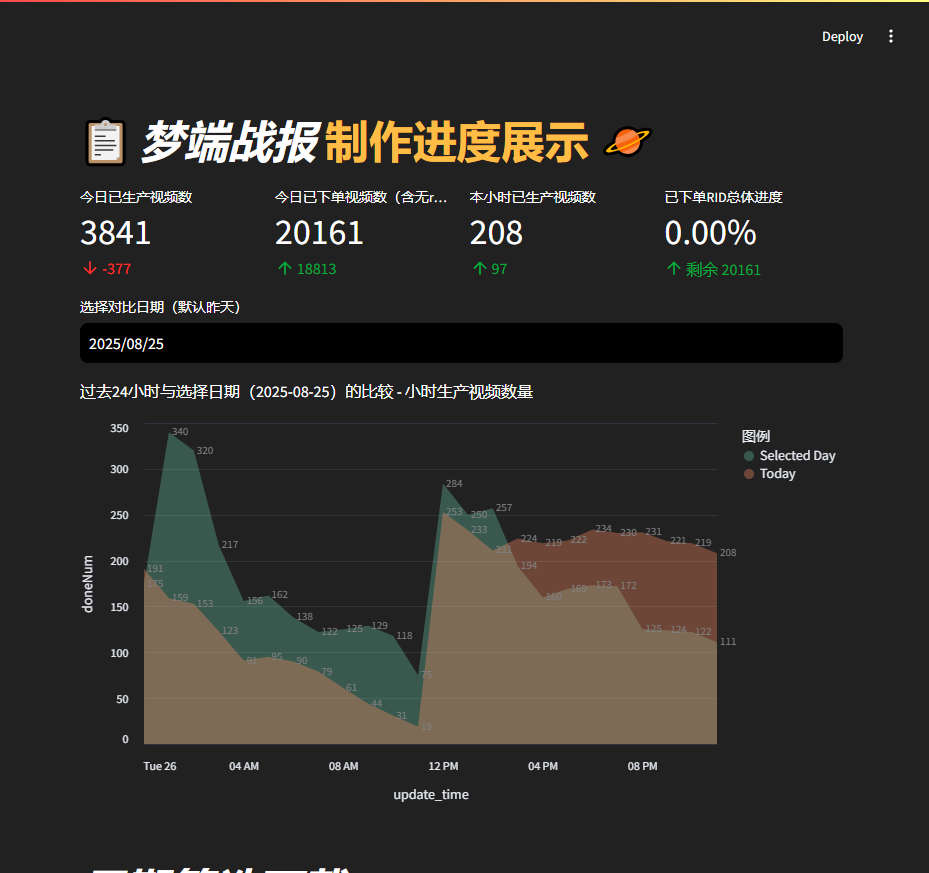 Deploy
梦端战报 制作进度展示
今日已生产视频数
3841
-377
今日已下单视频数（含无r...
20161
18813
本小时已生产视频数
208
97
已下单RID总体进度
0.00%
剩余 20161
选择对比日期（默认昨天）
2025/08/25
过去24小时与选择日期（2025-08-25）的比较 - 小时生产视频数量
图例
Selected Day
Today
doneNum
350
300
250
200
150
100
50
0
340 320 217 156 162 138 122 125 129 118 75 284 250 257 194 160 169 173 172 125 124 122 111
191 175 159 153 123 91 95 90 79 61 44 31 19 253 233 211 224 219 222 234 230 231 221 219 208
Tue 26 04 AM 08 AM 12 PM 04 PM 08 PM
update_time